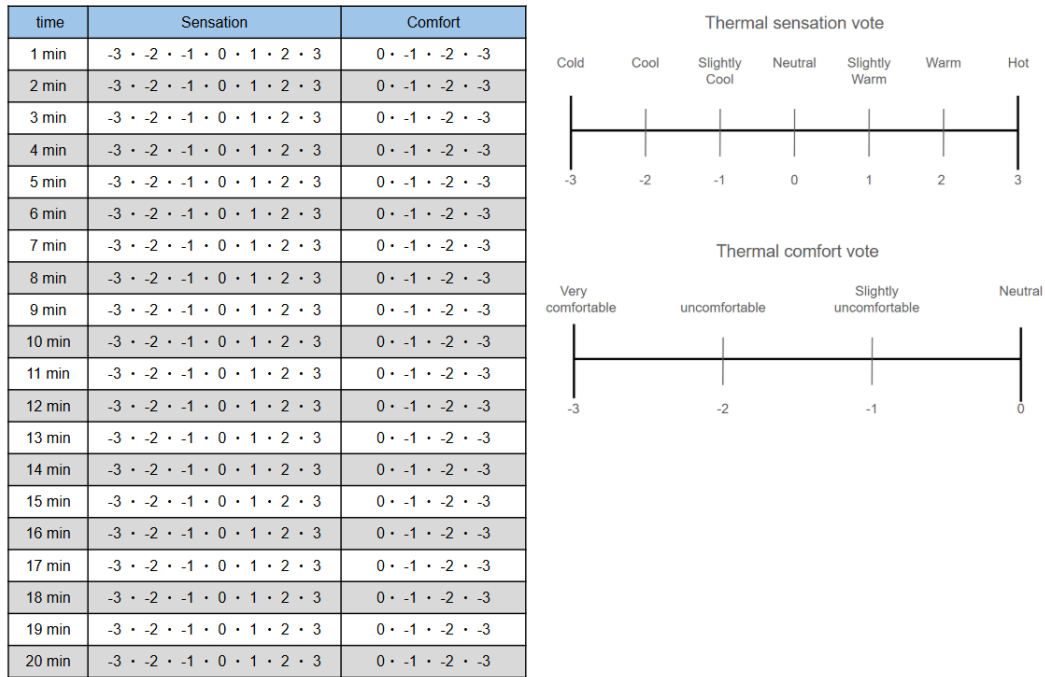 time Sensation Comfort
1 min -3 ・ -2 ・ -1 ・ 0 ・ 1 ・ 2 ・ 3 0・ -1 ・ -2 ・ -3
2 min -3 ・ -2 ・ -1 ・ 0 ・ 1 ・ 2 ・ 3 0・ -1 ・ -2 ・ -3
3 min -3 ・ -2 ・ -1 ・ 0 ・ 1 ・ 2 ・ 3 0・ -1 ・ -2 ・ -3
4 min -3 ・ -2 ・ -1 ・ 0 ・ 1 ・ 2 ・ 3 0・ -1 ・ -2 ・ -3
5 min -3 ・ -2 ・ -1 ・ 0 ・ 1 ・ 2 ・ 3 0・ -1 ・ -2 ・ -3
6 min -3 ・ -2 ・ -1 ・ 0 ・ 1 ・ 2 ・ 3 0・ -1 ・ -2 ・ -3
7 min -3 ・ -2 ・ -1 ・ 0 ・ 1 ・ 2 ・ 3 0・ -1 ・ -2 ・ -3
8 min -3 ・ -2 ・ -1 ・ 0 ・ 1 ・ 2 ・ 3 0・ -1 ・ -2 ・ -3
9 min -3 ・ -2 ・ -1 ・ 0 ・ 1 ・ 2 ・ 3 0・ -1 ・ -2 ・ -3
10 min -3 ・ -2 ・ -1 ・ 0 ・ 1 ・ 2 ・ 3 0・ -1 ・ -2 ・ -3
11 min -3 ・ -2 ・ -1 ・ 0 ・ 1 ・ 2 ・ 3 0・ -1 ・ -2 ・ -3
12 min -3 ・ -2 ・ -1 ・ 0 ・ 1 ・ 2 ・ 3 0・ -1 ・ -2 ・ -3
13 min -3 ・ -2 ・ -1 ・ 0 ・ 1 ・ 2 ・ 3 0・ -1 ・ -2 ・ -3
14 min -3 ・ -2 ・ -1 ・ 0 ・ 1 ・ 2 ・ 3 0・ -1 ・ -2 ・ -3
15 min -3 ・ -2 ・ -1 ・ 0 ・ 1 ・ 2 ・ 3 0・ -1 ・ -2 ・ -3
16 min -3 ・ -2 ・ -1 ・ 0 ・ 1 ・ 2 ・ 3 0・ -1 ・ -2 ・ -3
17 min -3 ・ -2 ・ -1 ・ 0 ・ 1 ・ 2 ・ 3 0・ -1 ・ -2 ・ -3
18 min -3 ・ -2 ・ -1 ・ 0 ・ 1 ・ 2 ・ 3 0・ -1 ・ -2 ・ -3
19 min -3 ・ -2 ・ -1 ・ 0 ・ 1 ・ 2 ・ 3 0・ -1 ・ -2 ・ -3
20 min -3 ・ -2 ・ -1 ・ 0 ・ 1 ・ 2 ・ 3 0・ -1 ・ -2 ・ -3
Thermal sensation vote
Cold Cool Slightly Neutral Slightly Warm Hot
Cool Warm
-3 -2 -1 0 1 2 3
Thermal comfort vote
Very Slightly Neutral
comfortable uncomfortable uncomfortable
-3 -2 -1 0